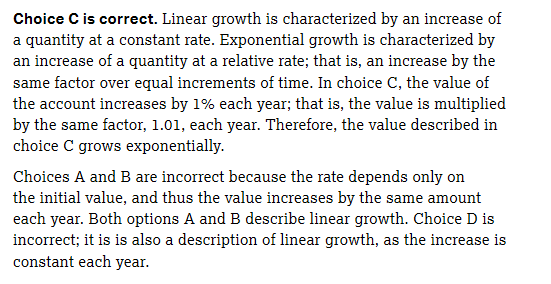 Choice C is correct. Linear growth is characterized by an increase of
a quantity at a constant rate. Exponential growth is characterized by
an increase of a quantity at a relative rate; that is, an increase by the
same factor over equal increments of time. In choice C, the value of
the account increases by 1% each year; that is, the value is multiplied
by the same factor, 1.01, each year. Therefore, the value described in
choice C grows exponentially.
Choices A and B are incorrect because the rate depends only on
the initial value, and thus the value increases by the same amount
each year. Both options A and B describe linear growth. Choice D is
incorrect; it is is also a description of linear growth, as the increase is
constant each year.